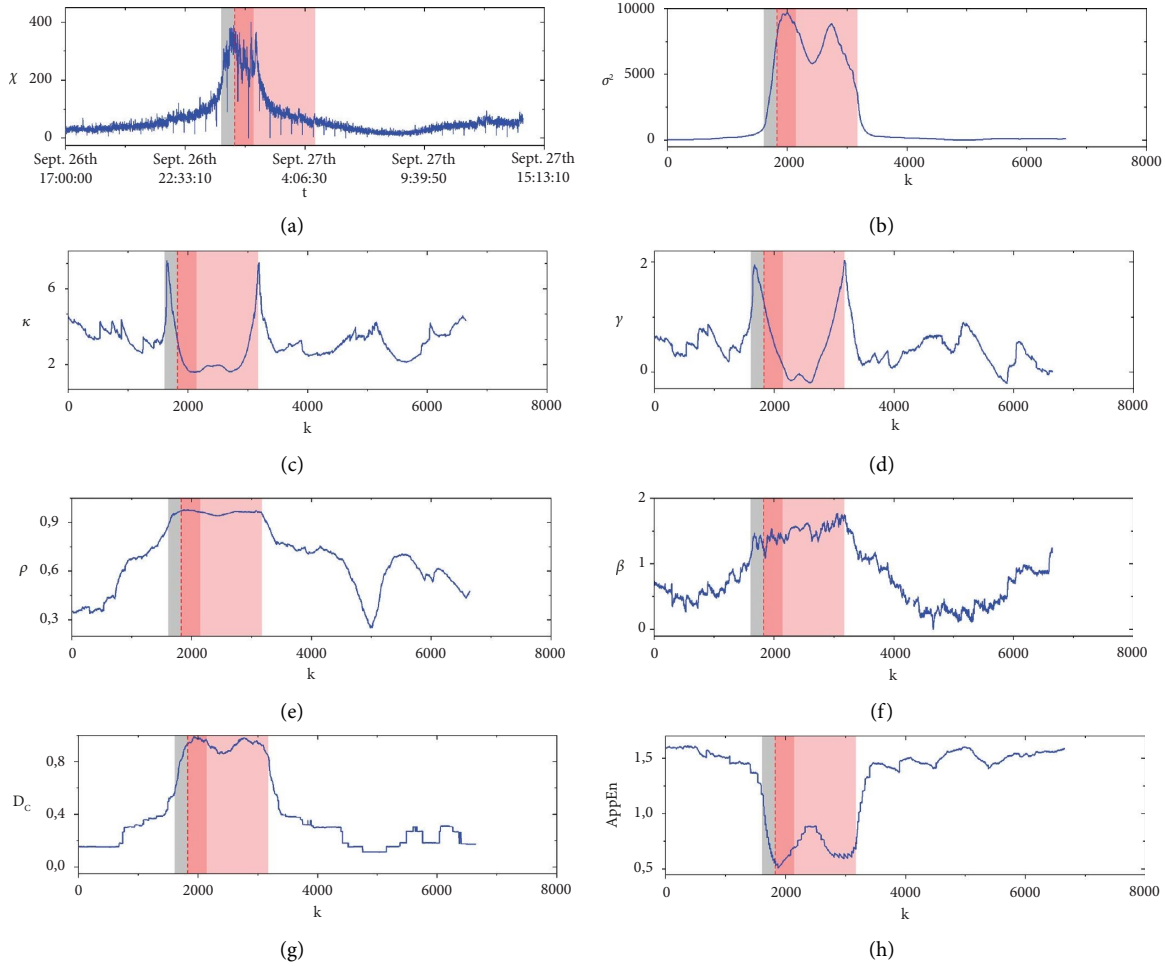 400
200
0
χ
Sept. 26th Sept. 26th Sept. 27th Sept. 27th Sept. 27th
17:00:00 22:33:10 4:06:30 9:39:50 15:13:10
t
(a)
10000
5000
0
σ²
0 2000 4000 6000 8000
k
(b)
6
2
κ
0 2000 4000 6000 8000
k
(c)
2
1
0
γ
0 2000 4000 6000 8000
k
(d)
0,9
0,6
0,3
ρ
0 2000 4000 6000 8000
k
(e)
2
1
0
β
0 2000 4000 6000 8000
k
(f)
0,8
0,4
0,0
D_C
0 2000 4000 6000 8000
k
(g)
1,5
1,0
0,5
AppEn
0 2000 4000 6000 8000
k
(h)